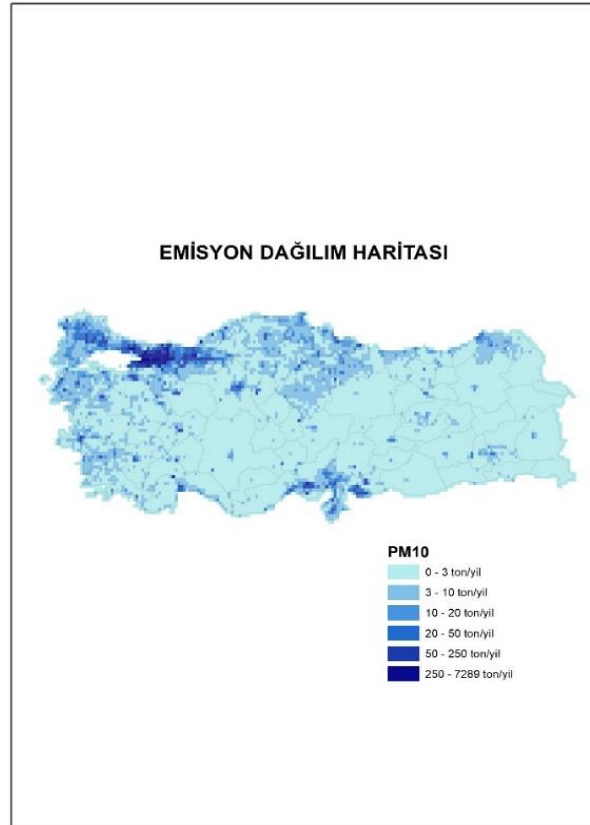 EMİSYON DAĞILIM HARİTASI
PM10
0 - 3 ton/yil
3 - 10 ton/yil
10 - 20 ton/yil
20 - 50 ton/yil
50 - 250 ton/yil
250 - 7289 ton/yil